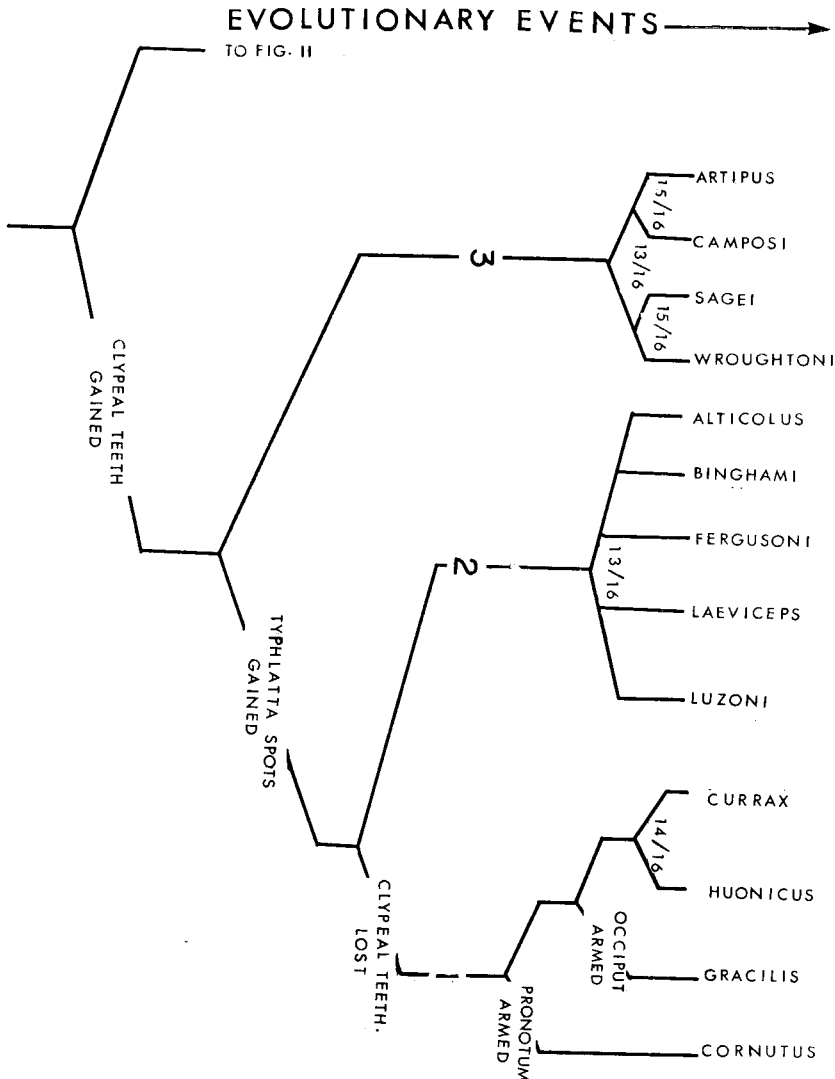 EVOLUTIONARY EVENTS
TO FIG. II
ARTIPUS
15/16
CAMPOSI
13/16
3
SAGEI
15/16
WROUGHTONI
CLYPEAL TEETH
GAINED
ALTICOLUS
BINGHAMI
FERGUSONI
13/16
2
LAEVICEPS
TYPHLATTA SPOTS
GAINED
LUZONI
CURRAX
14/16
HUONICUS
CLYPEAL TEETH.
LOST
OCCIPUT
ARMED
GRACILIS
PRONOTUM
ARMED
CORNUTUS